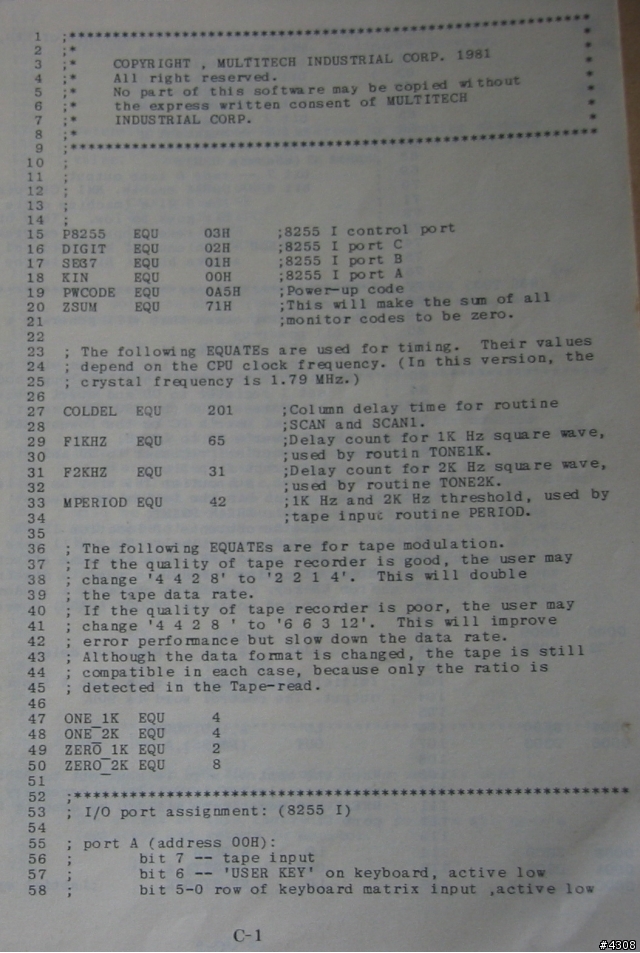 1 ;************************************************************
2 ;*
3 ;* COPYRIGHT , MULTITECH INDUSTRIAL CORP. 1981 *
4 ;* All right reserved. *
5 ;* No part of this software may be copied without *
6 ;* the express written consent of MULTITECH *
7 ;* INDUSTRIAL CORP. *
8 ;* *
9 ;************************************************************
10 ;
11 ;
12 ;
13 ;
14 ;
15 P8255 EQU 03H ;8255 I control port
16 DIGIT EQU 02H ;8255 I port C
17 SEG7 EQU 01H ;8255 I port B
18 KIN EQU 00H ;8255 I port A
19 PWCODE EQU 0A5H ;Power-up code
20 ZSUM EQU 71H ;This will make the sum of all
21 ;monitor codes to be zero.
22
23 ; The following EQUATEs are used for timing. Their values
24 ; depend on the CPU clock frequency. (In this version, the
25 ; crystal frequency is 1.79 MHz.)
26
27 COLDEL EQU 201 ;Column delay time for routine
28 ;SCAN and SCAN1.
29 F1KHZ EQU 65 ;Delay count for 1K Hz square wave,
30 ;used by routin TONE1K.
31 F2KHZ EQU 31 ;Delay count for 2K Hz square wave,
32 ;used by routine TONE2K.
33 MPERIOD EQU 42 ;1K Hz and 2K Hz threshold, used by
34 ;tape input routine PERIOD.
35
36 ; The following EQUATEs are for tape modulation.
37 ; If the quality of tape recorder is good, the user may
38 ; change '4 4 2 8' to '2 2 1 4'. This will double
39 ; the tape data rate.
40 ; If the quality of tape recorder is poor, the user may
41 ; change '4 4 2 8 ' to '6 6 3 12'. This will improve
42 ; error performance but slow down the data rate.
43 ; Although the data format is changed, the tape is still
44 ; compatible in each case, because only the ratio is
45 ; detected in the Tape-read.
46
47 ONE_1K EQU 4
48 ONE_2K EQU 4
49 ZERO_1K EQU 2
50 ZERO_2K EQU 8
51
52 ;************************************************************
53 ; I/O port assignment: (8255 I)
54
55 ; port A (address 00H):
56 ; bit 7 -- tape input
57 ; bit 6 -- 'USER KEY' on keyboard, active low
58 ; bit 5-0 row of keyboard matrix input ,active low
C-1
#4308